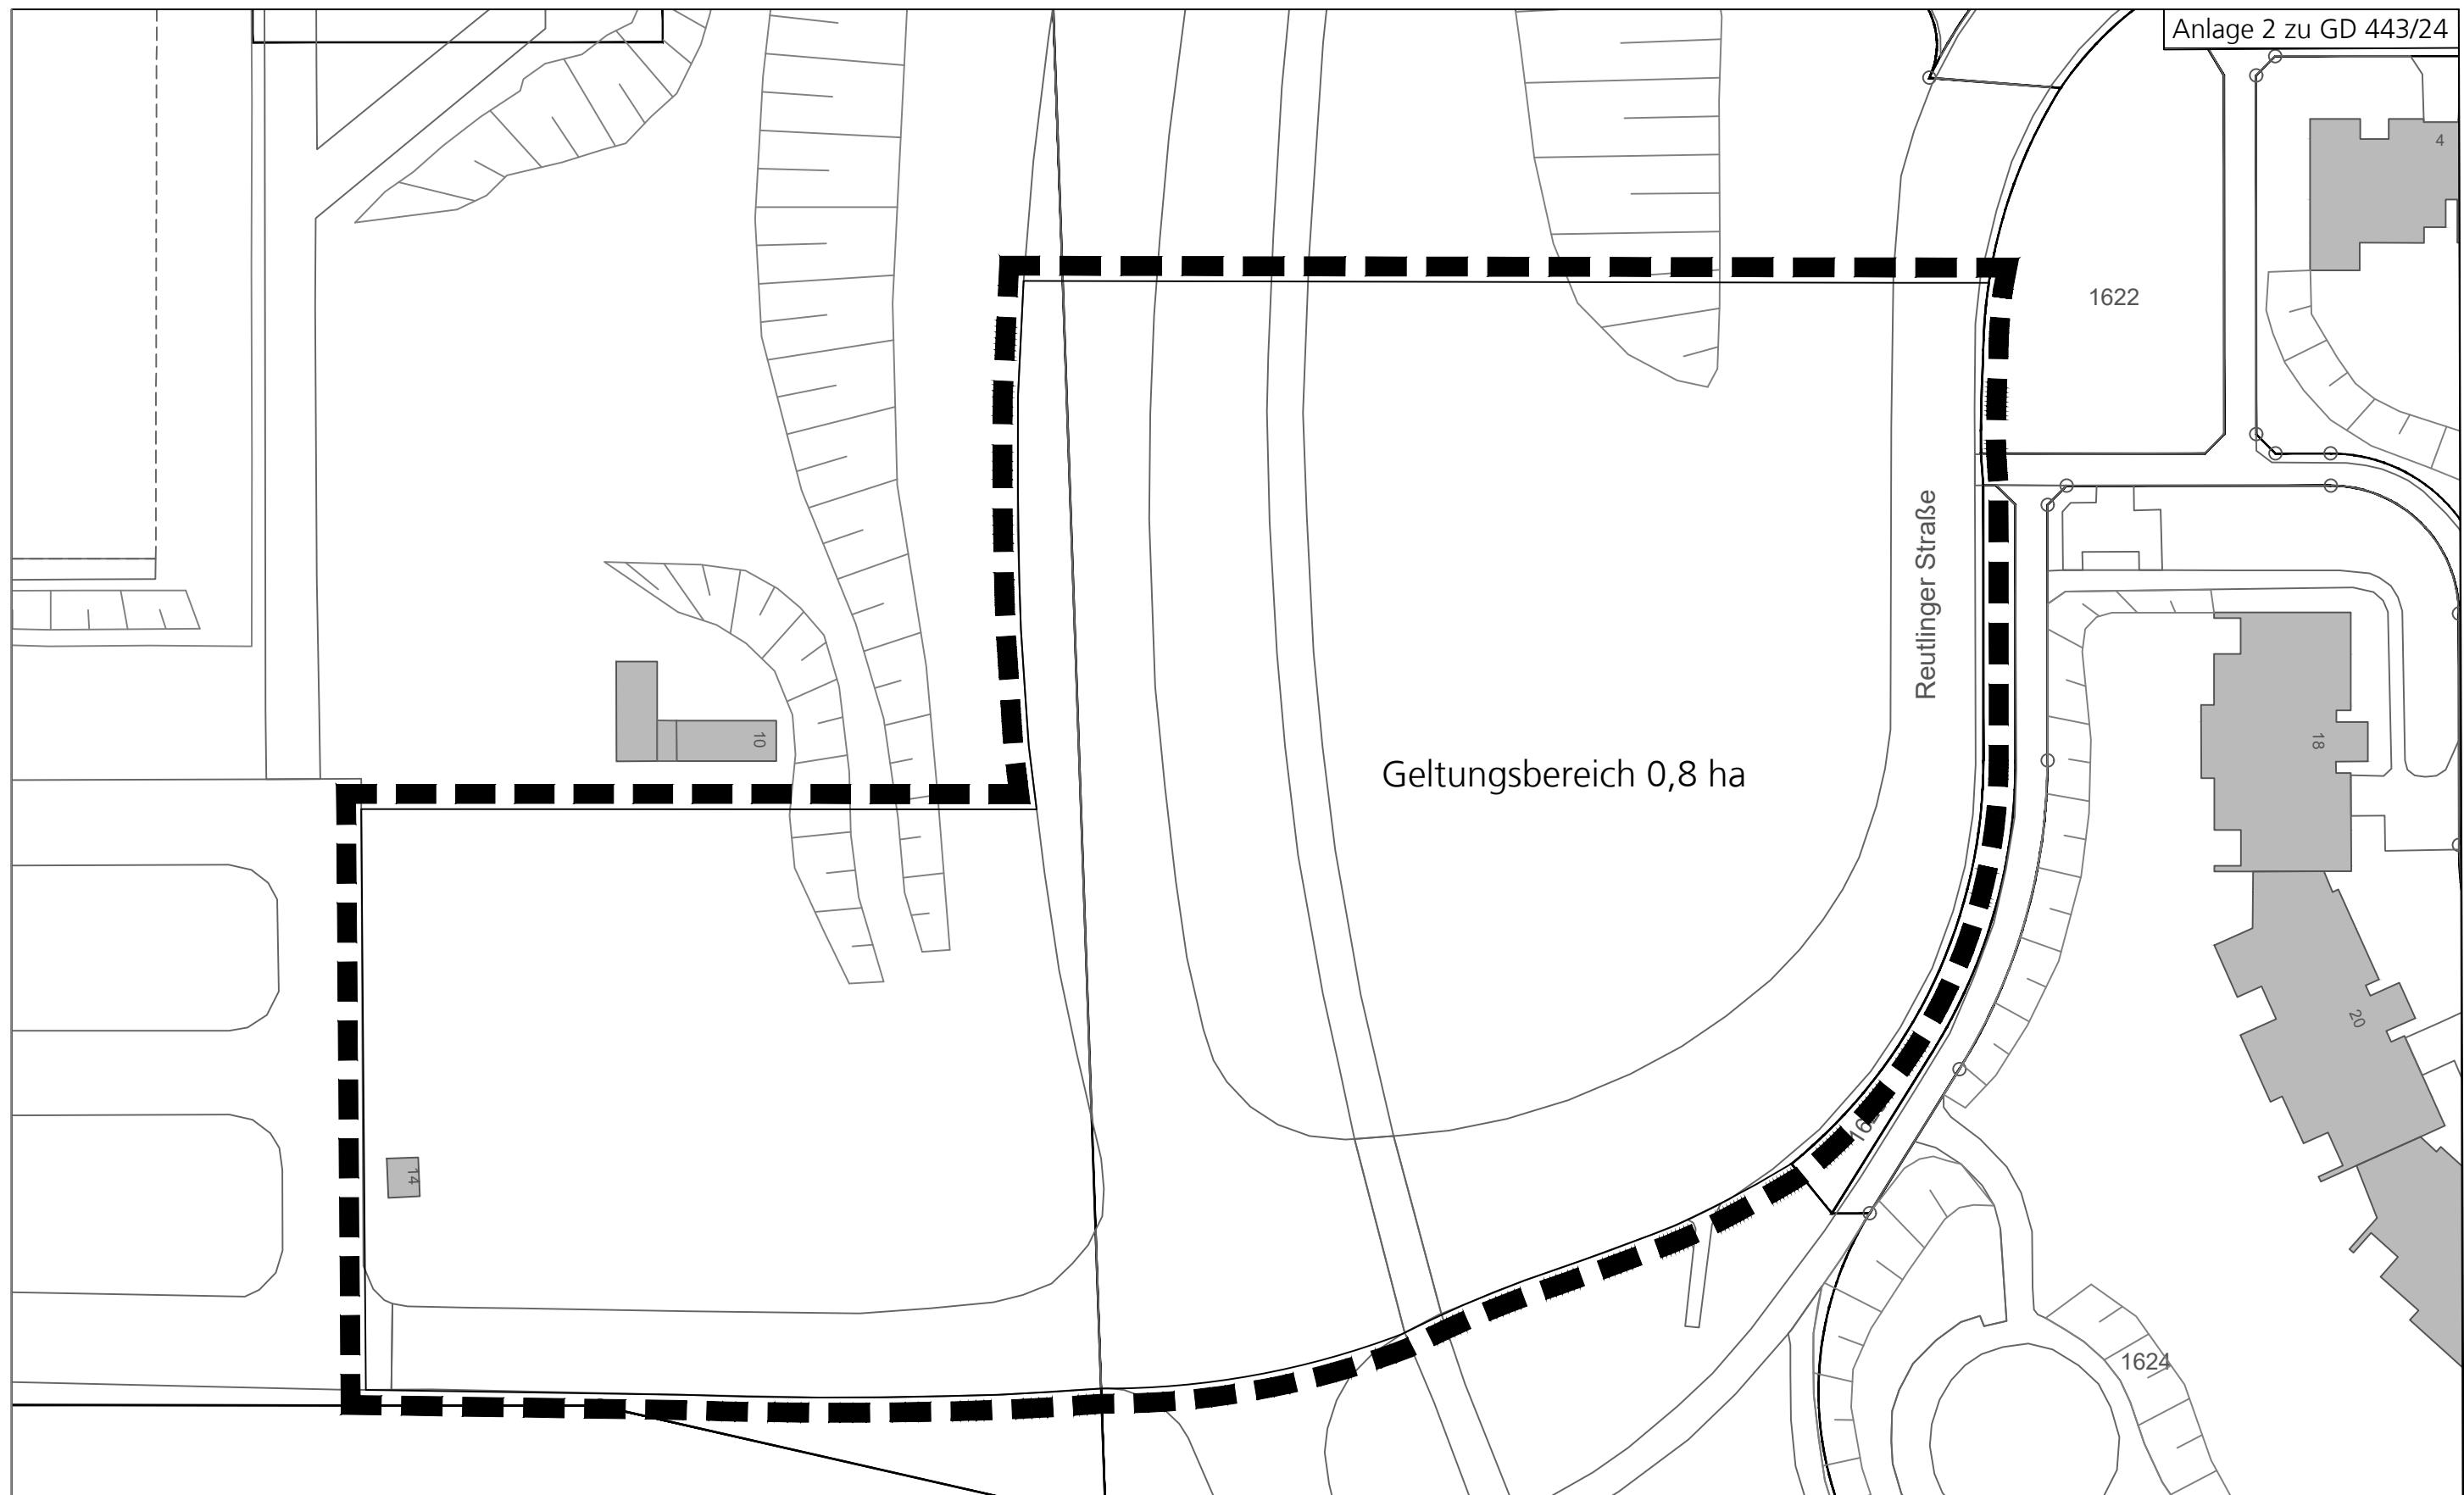 Anlage 2 zu GD 443/24
4
1622
Reutlinger Straße
10
18
Geltungsbereich 0,8 ha
20
14
1624